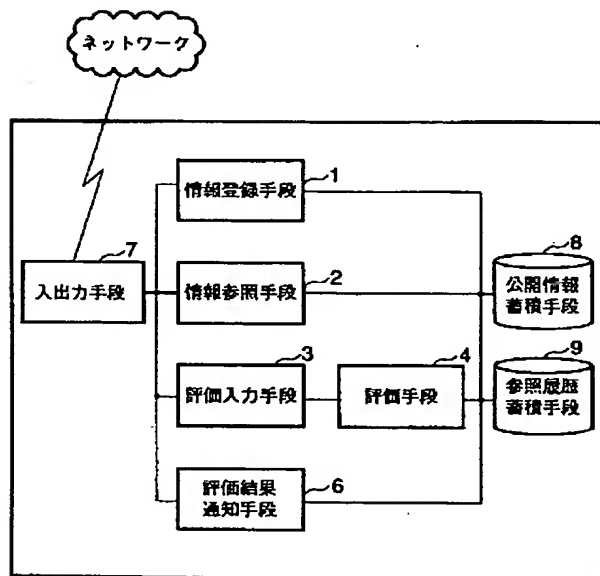 ネットワーク
1
情報登録手段
7
入出力手段
2
情報参照手段
8
公開情報
蓄積手段
3
評価入力手段
4
評価手段
9
参照履歴
蓄積手段
6
評価結果
通知手段